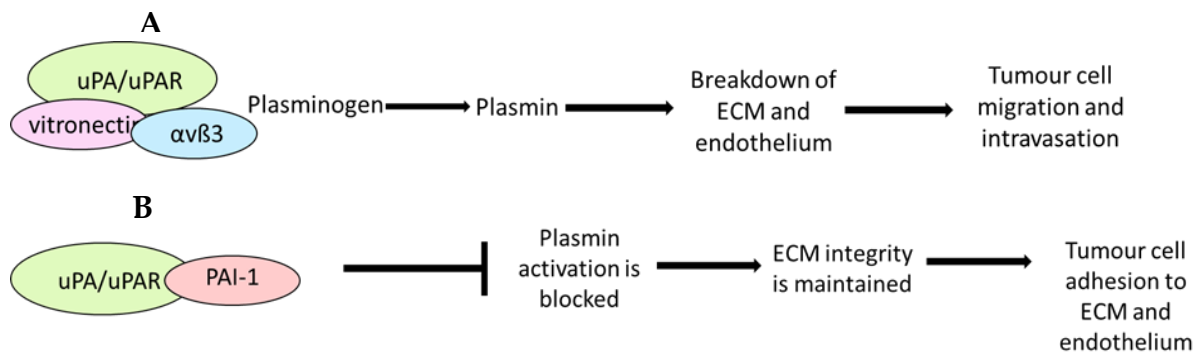 A
uPA/uPAR
vitronectin
αvß3
Plasminogen
Plasmin
Breakdown of
ECM and
endothelium
Tumour cell
migration and
intravasation
B
uPA/uPAR
PAI-1
Plasmin
activation is
blocked
ECM integrity
is maintained
Tumour cell
adhesion to
ECM and
endothelium